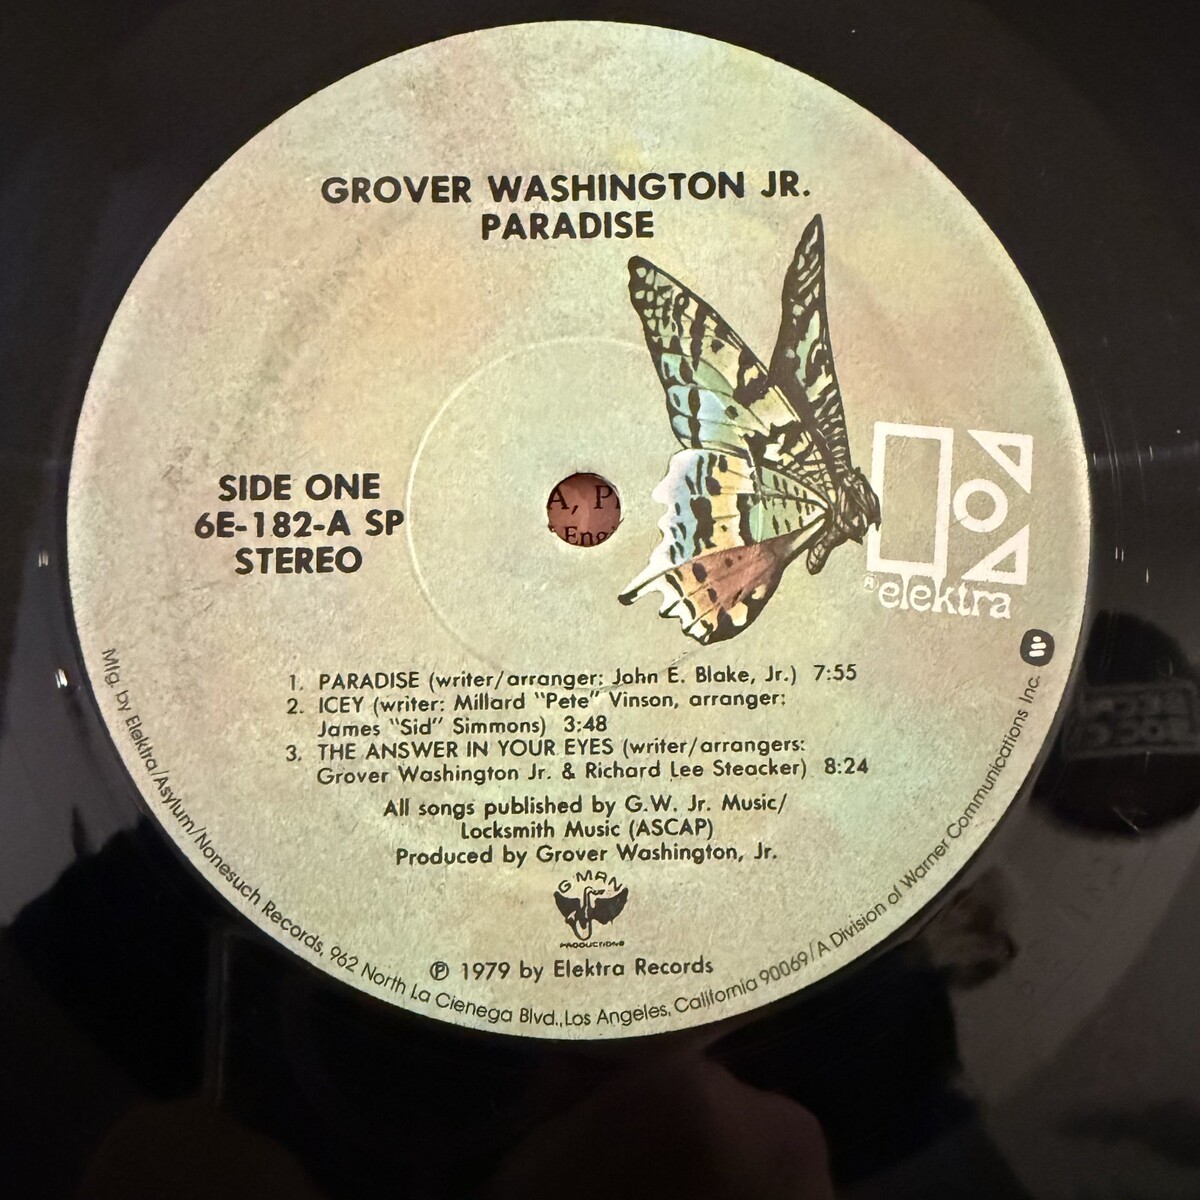 GROVER WASHINGTON JR.
PARADISE
SIDE ONE
6E-182-A SP
STEREO
A, P
Eng
® elektra
1. PARADISE (writer/arranger: John E. Blake, Jr.) 7:55
2. ICEY (writer: Millard "Pete" Vinson, arranger:
James "Sid" Simmons) 3:48
3. THE ANSWER IN YOUR EYES (writer/arrangers:
Grover Washington Jr. & Richard Lee Steacker) 8:24
All songs published by G.W. Jr. Music/
Locksmith Music (ASCAP)
Produced by Grover Washington, Jr.
G MAN
PRODUCTIONS
℗ 1979 by Elektra Records
Mfg. by Elektra/Asylum/Nonesuch Records, 962 North La Cienega Blvd., Los Angeles, California 90069/A Division of Warner Communications Inc.